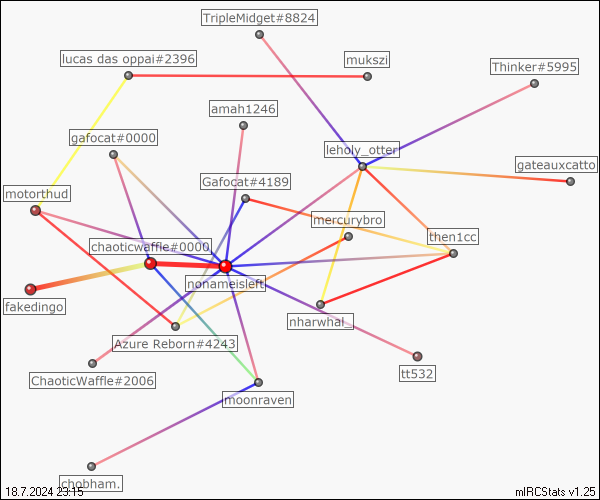 TripleMidget#8824
lucas das oppai#2396
mukszi
Thinker#5995
amah1246
gafocat#0000
leholy_otter
gateauxcatto
Gafocat#4189
motorthud
mercurybro
then1cc
chaoticwaffle#0000
nonameisleft
fakedingo
nharwhal_
Azure Reborn#4243
tt532
ChaoticWaffle#2006
moonraven
chobham.
18.7.2024 23:15
mIRCStats v1.25